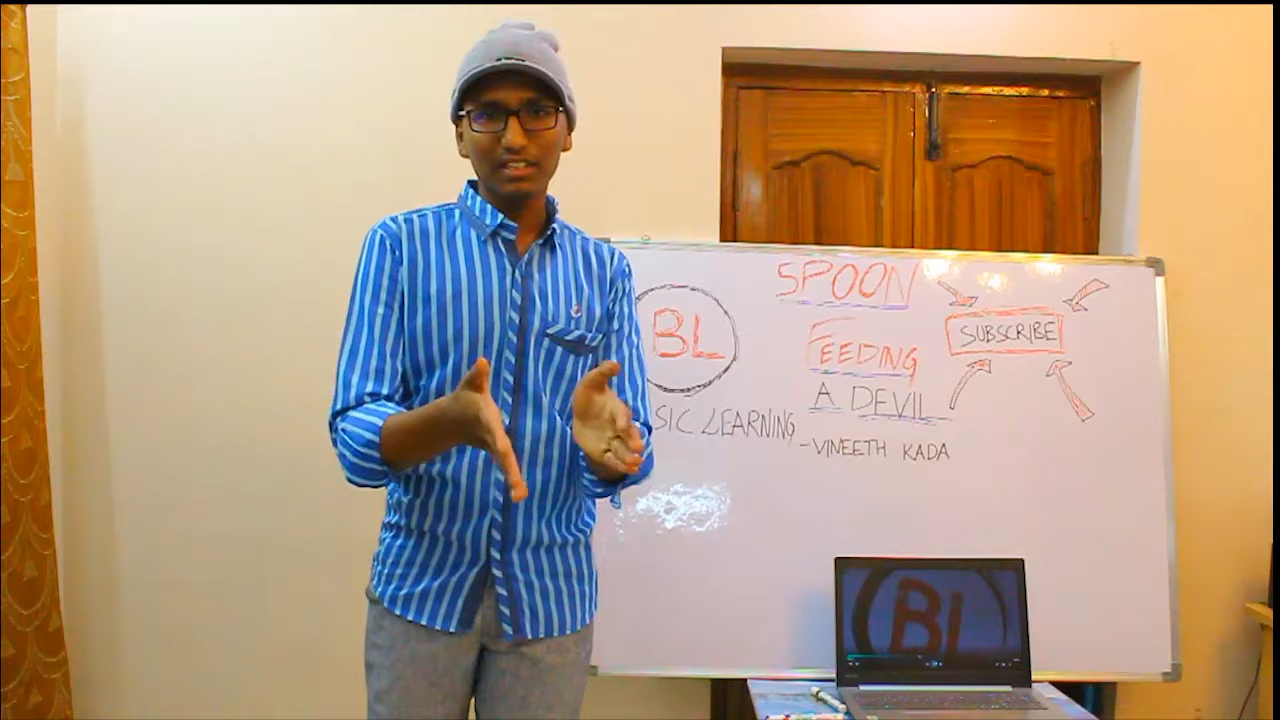 SPOON
FEEDING
A DEVIL
- VINEETH KADA
BL
SIC LEARNING
SUBSCRIBE
BL